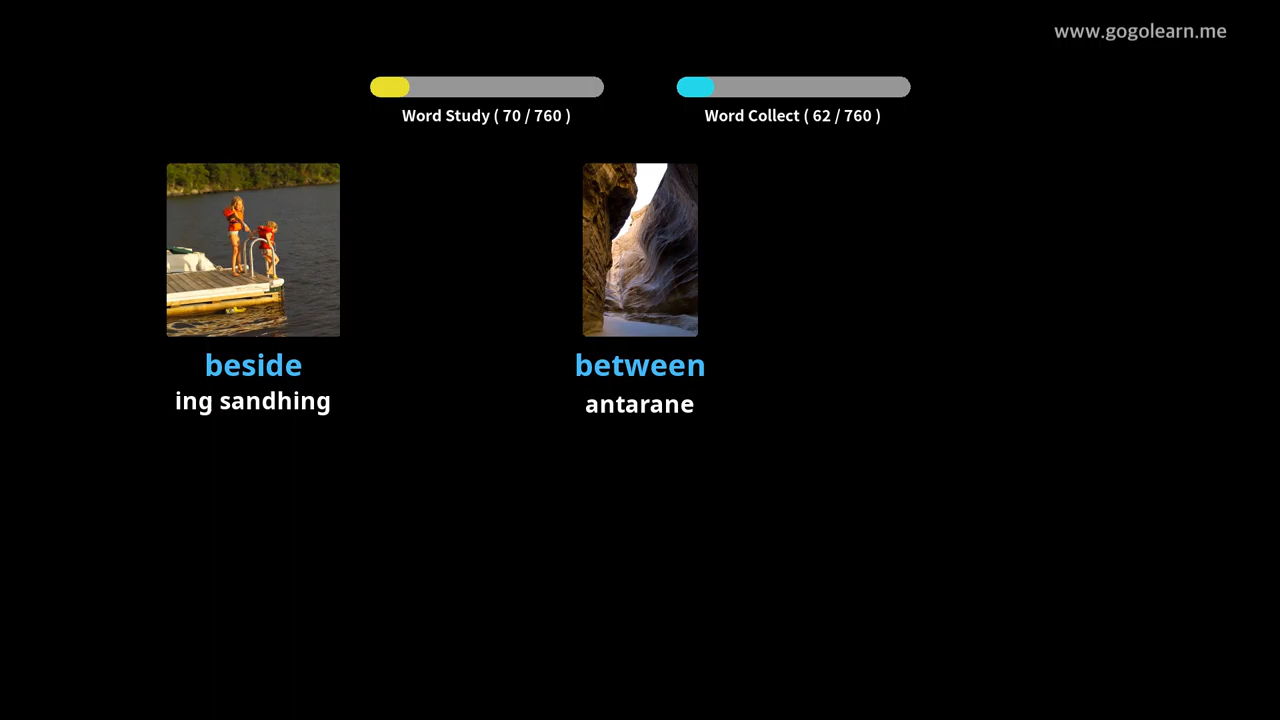 www.gogolearn.me
Word Study ( 70 / 760 )
Word Collect ( 62 / 760 )
beside
ing sandhing
between
antarane